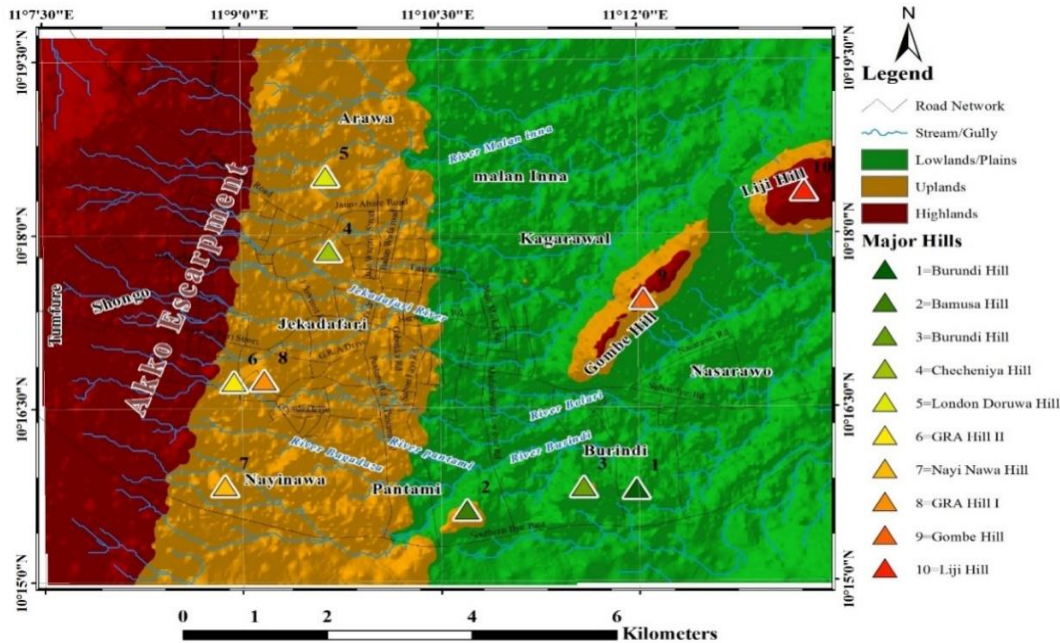 11°7'30"E
11°9'0"E
11°10'30"E
11°12'0"E
N
10°19'30"N
10°18'0"N
10°16'30"N
10°15'0"N
10°19'30"N
10°18'0"N
10°19'30"N
10°15'0"N
Arawa
5
River Malan inna
malan Inna
10
Liji Hill
Road
4
Kagarawal
9
Akko Escarpment
Shongo
Tumfure
Jekadafari River
Jekadafari
Gombe Hill
6
8
G.R.A
Nasarawo
River Bolari
River Burindi
Burindi
River pantami
7
Nayinawa
Pantami
2
3
1
0
1
2
4
6
Kilometers
Legend
Road Network
Stream/Gully
Lowlands/Plains
Uplands
Highlands
Major Hills
1=Burundi Hill
2=Bamusa Hill
3=Burundi Hill
4=Checheniya Hill
5=London Doruwa Hill
6=GRA Hill II
7=Nayi Nawa Hill
8=GRA Hill I
9=Gombe Hill
10=Liji Hill